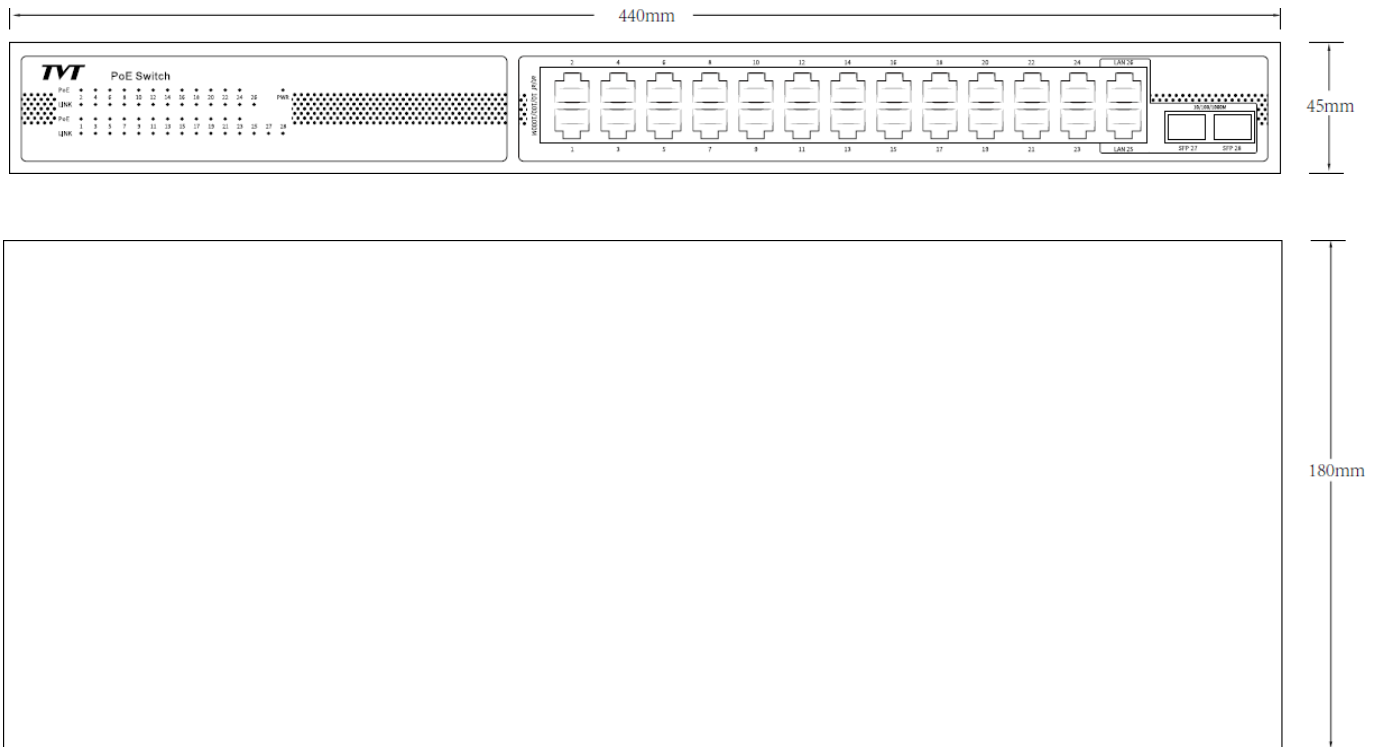 440mm
TVT PoE Switch
PoE
2 4 6 8 10 12 14 16 18 20 22 24 26 PWR
LINK
PoE
1 3 5 7 9 11 13 15 17 19 21 23 25 27 28
LINK
2 4 6 8 10 12 14 16 18 20 22 24 LAN 26
10/100/1000M
1 3 5 7 9 11 13 15 17 19 21 23 LAN 25
SFP 27 SFP 28
45mm
180mm